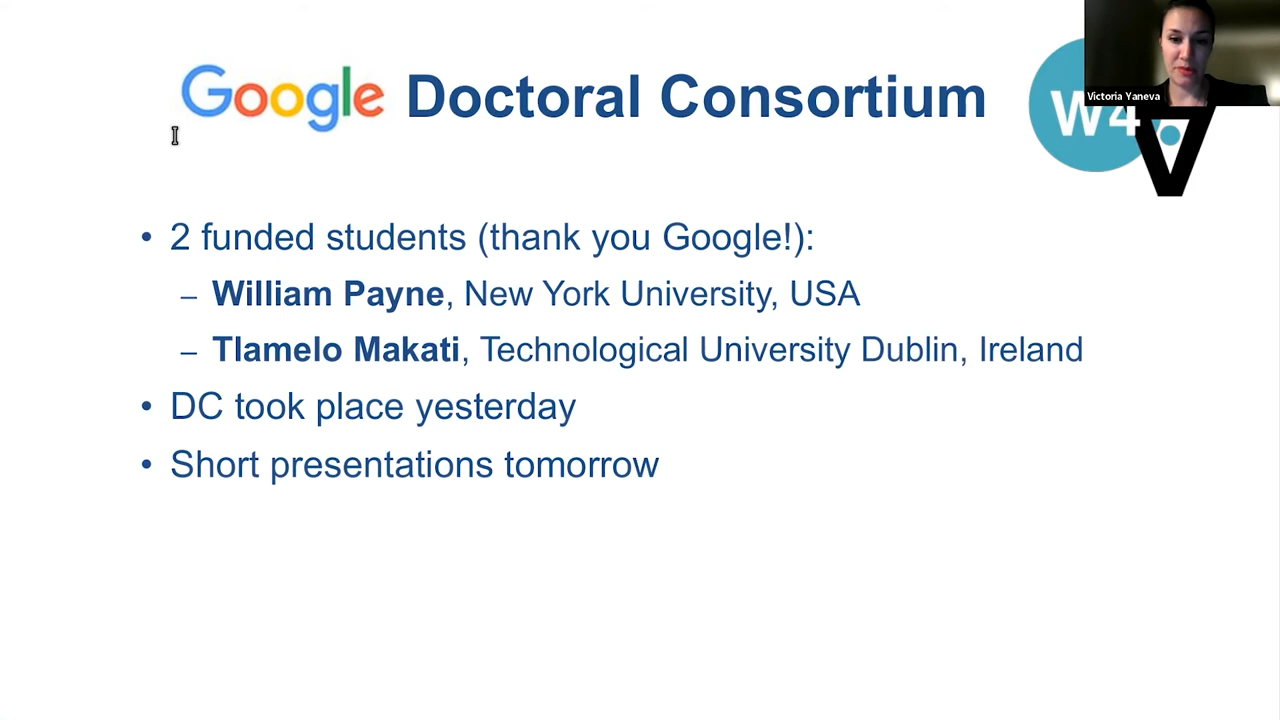 Google Doctoral Consortium
Victoria Yaneva
W4
• 2 funded students (thank you Google!):
– William Payne, New York University, USA
– Tlamelo Makati, Technological University Dublin, Ireland
• DC took place yesterday
• Short presentations tomorrow